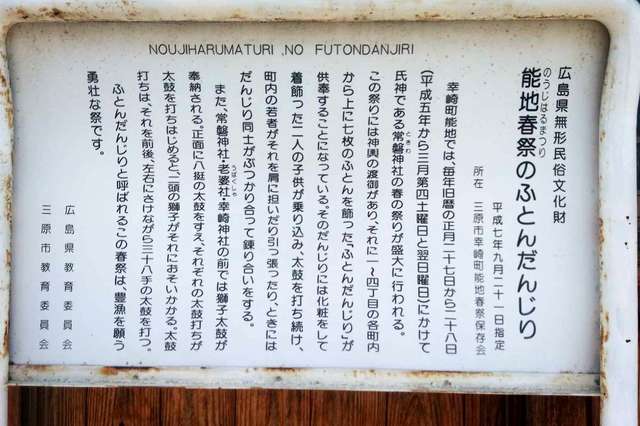 NOUJIHARUMATURI NO FUTONDANJIRI
広島県無形民俗文化財
のうじはるまつり
能地春祭のふとんだんじり
平成七年九月二十一日指定
所在 三原市幸崎町能地春祭保存会
幸崎町能地では、毎年旧暦の正月二十七日から二十八日
(平成五年から三月第四土曜日と翌日曜日)にかけて
ときわ
氏神である常磐神社の春の祭りが盛大に行われる。
この祭りには神輿の渡御があり、それに一〜四丁目の各町内
から上に七枚のふとんを飾った「ふとんだんじり」が
供奉することになっている。そのだんじりには化粧をして
着飾った二人の子供が乗り込み、太鼓を打ち続け、
町内の若者がそれを肩に担いだり引っ張ったり、ときには
だんじり同士がぶつかり合って練り合いをする。
うばぐしゃ
また、常磐神社・老婆社・幸崎神社の前では獅子太鼓が
奉納される。正面に八挺の太鼓をすえ、それぞれの太鼓打ちが
太鼓を打ちはじめると、二頭の獅子がそれにおそいかかる。太鼓
打ちは、それを前後、左右にさけながら三十八手の太鼓を打つ。
ふとんだんじりと呼ばれるこの春祭は、豊漁を願う
勇壮な祭です。
広島県教育委員会
三原市教育委員会